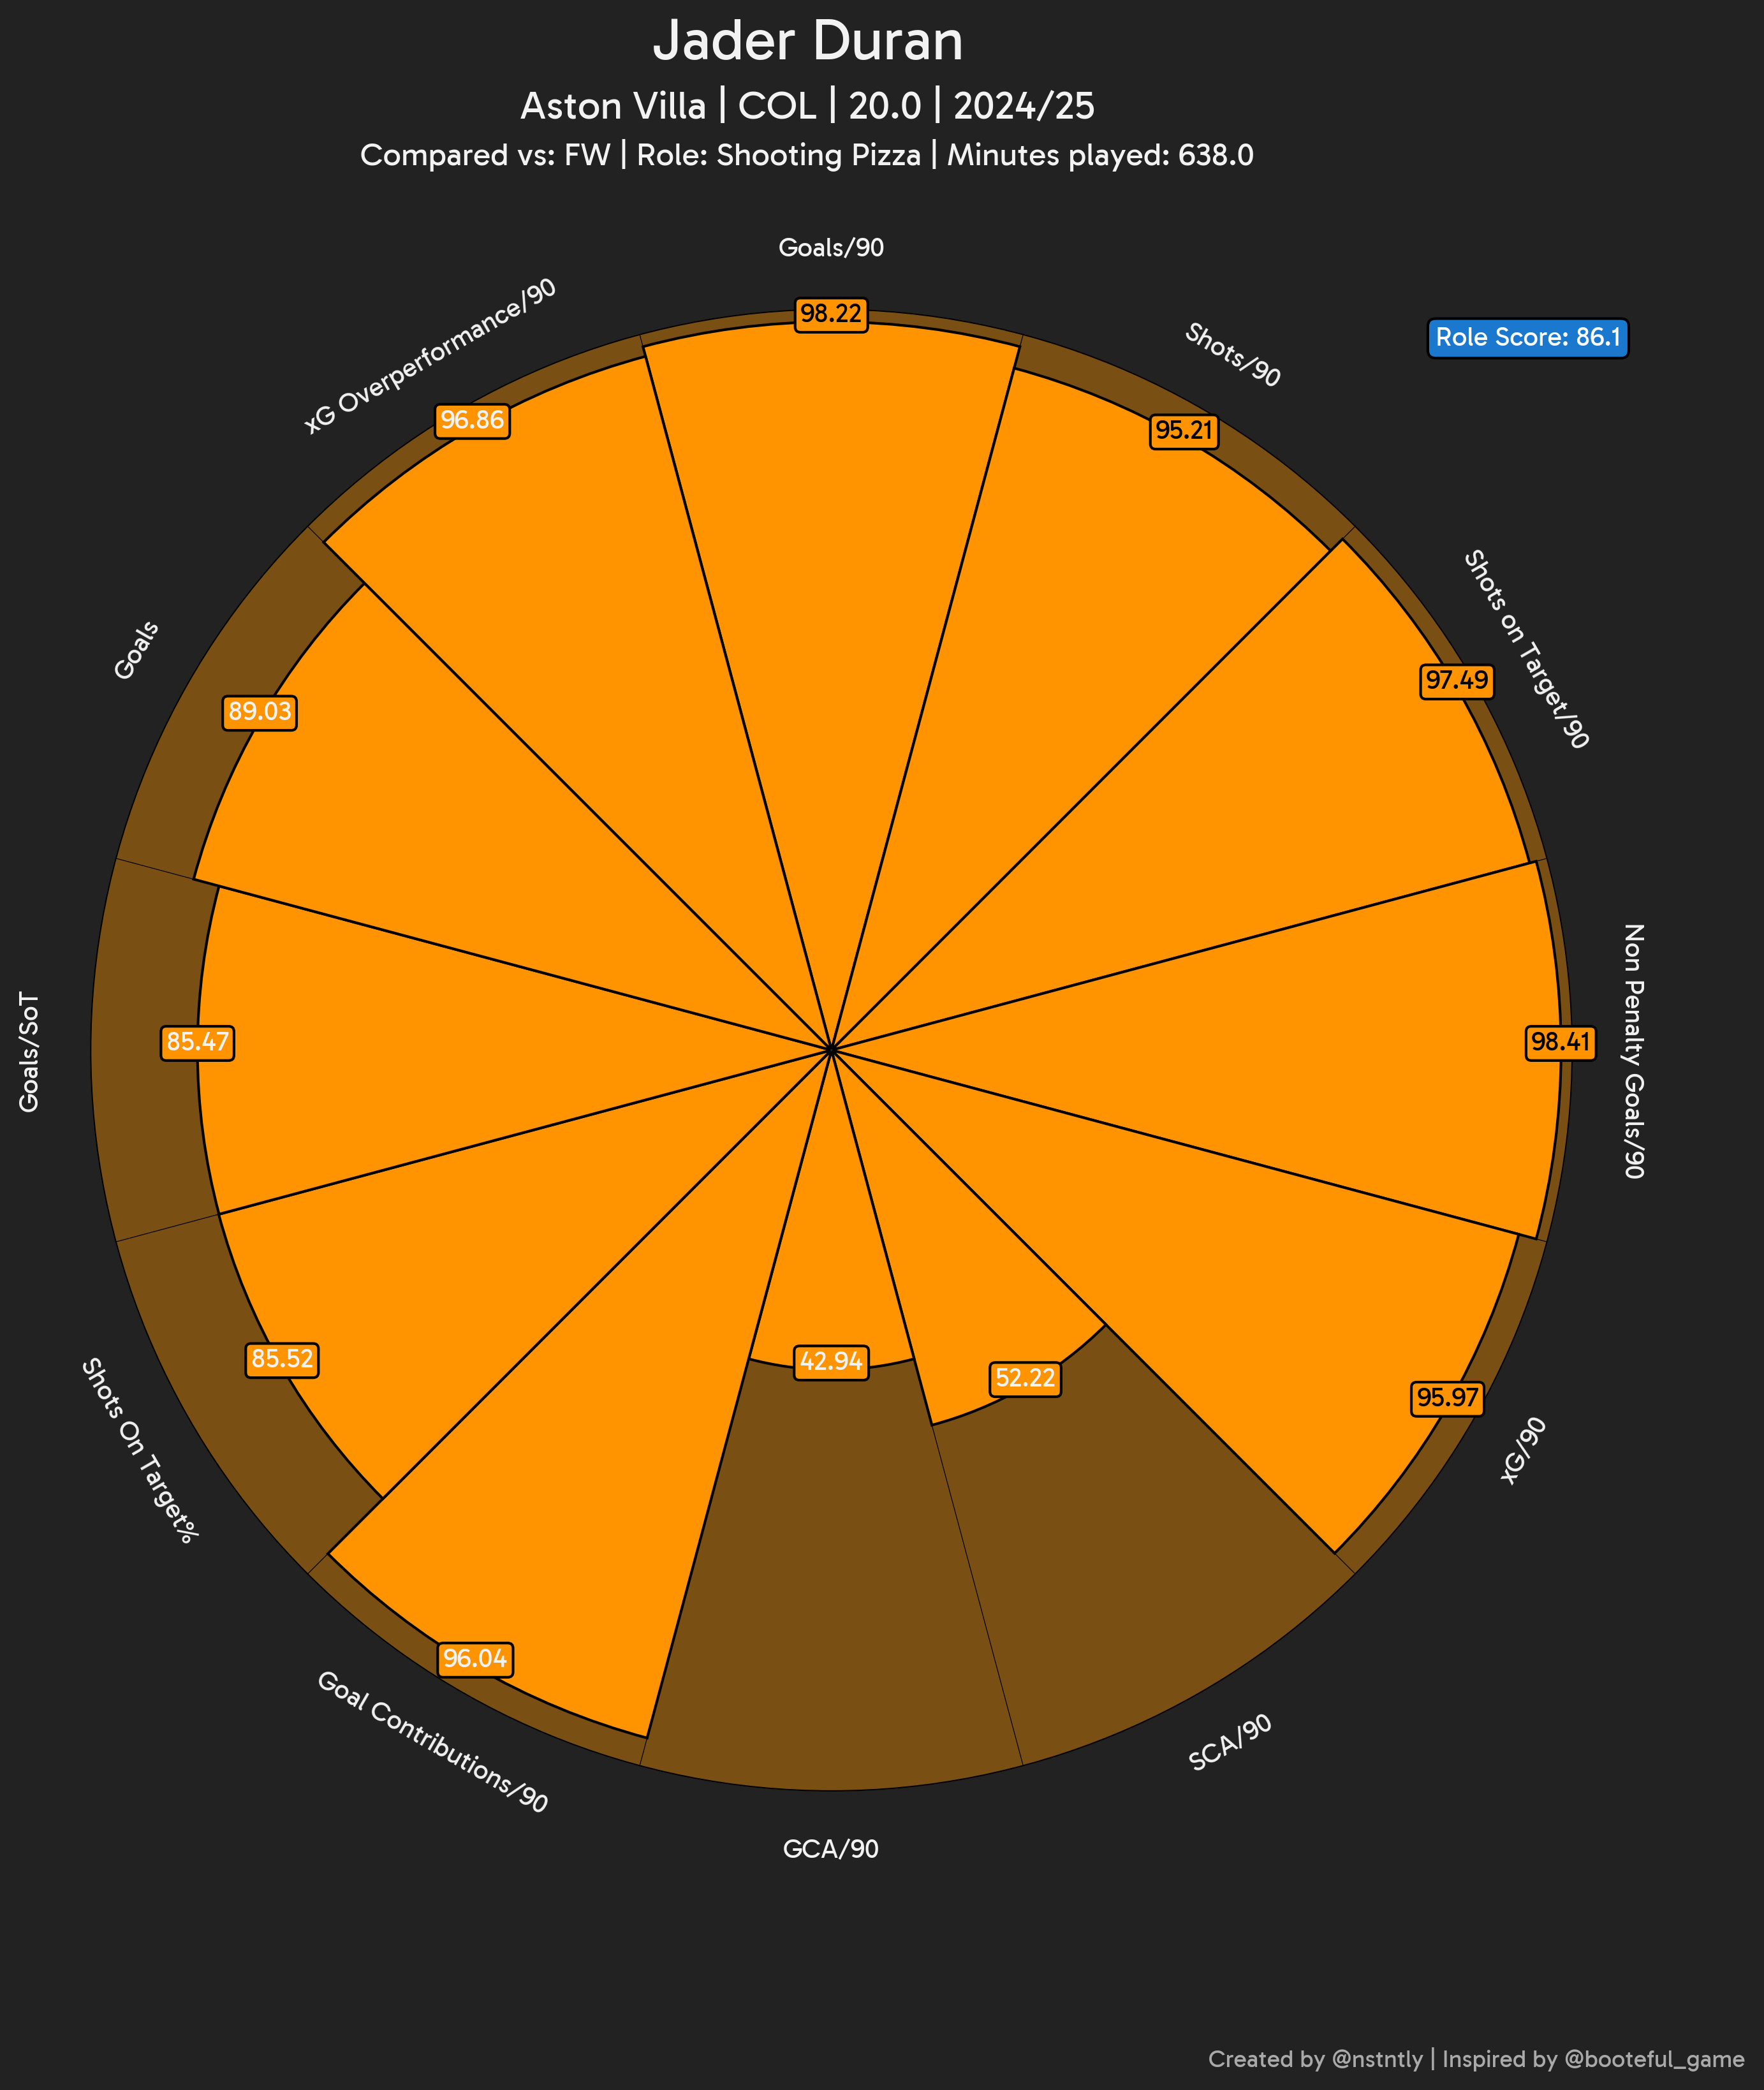 Jader Duran
Aston Villa | COL | 20.0 | 2024/25
Compared vs: FW | Role: Shooting Pizza | Minutes played: 638.0
Goals/90
98.22
Role Score: 86.1
Shots/90
95.21
Shots on Target/90
97.49
Non Penalty Goals/90
98.41
xG/90
95.97
SCA/90
52.22
GCA/90
42.94
Goal Contributions/90
96.04
Shots On Target%
85.52
Goals/SoT
85.47
Goals
89.03
xG Overperformance/90
96.86
Created by @nstntly | Inspired by @booteful_game